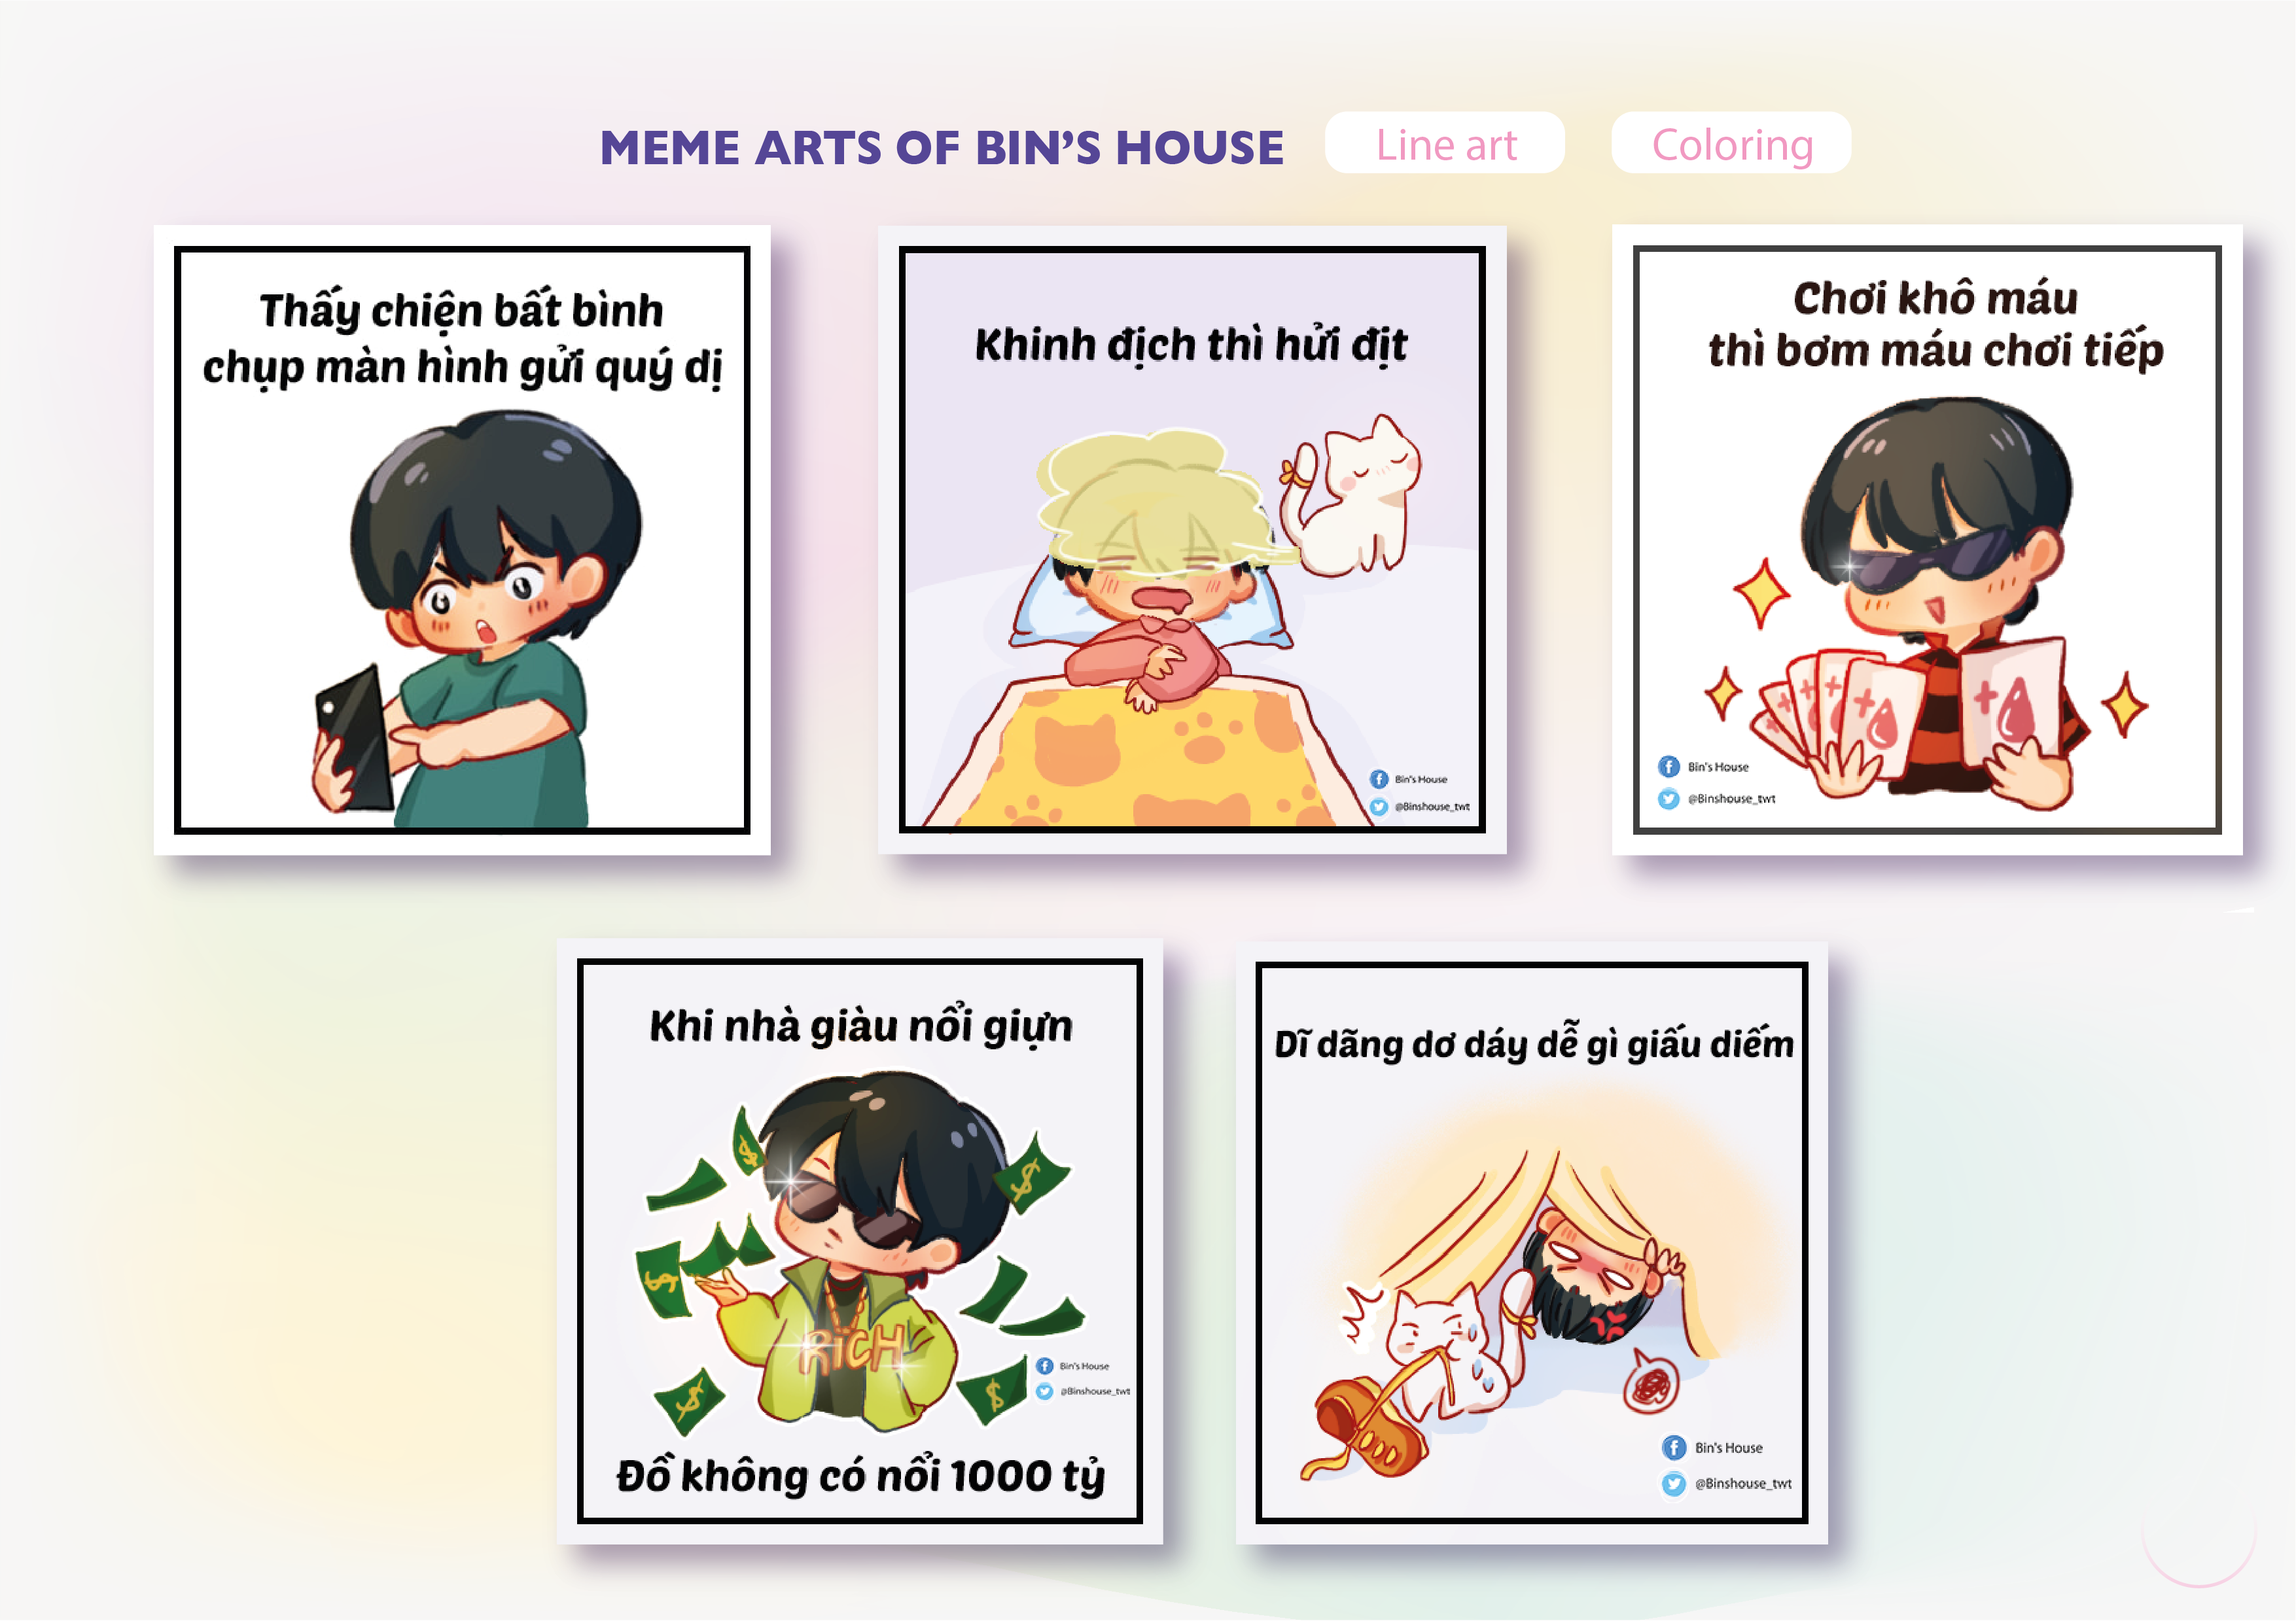 MEME ARTS OF BIN'S HOUSE
Line art
Coloring
Thấy chiện bất bình
chụp màn hình gửi quý dị
Khinh địch thì hửi địt
Bin's House
@Binshouse_twt
Chơi khô máu
thì bơm máu chơi tiếp
Bin's House
@Binshouse_twt
Khi nhà giàu nổi giựn
$
$
$
RÏCH
$
$
Bin's House
@Binshouse_twt
Đồ không có nổi 1000 tỷ
Dĩ dãng dơ dáy dễ gì giấu diếm
Bin's House
@Binshouse_twt